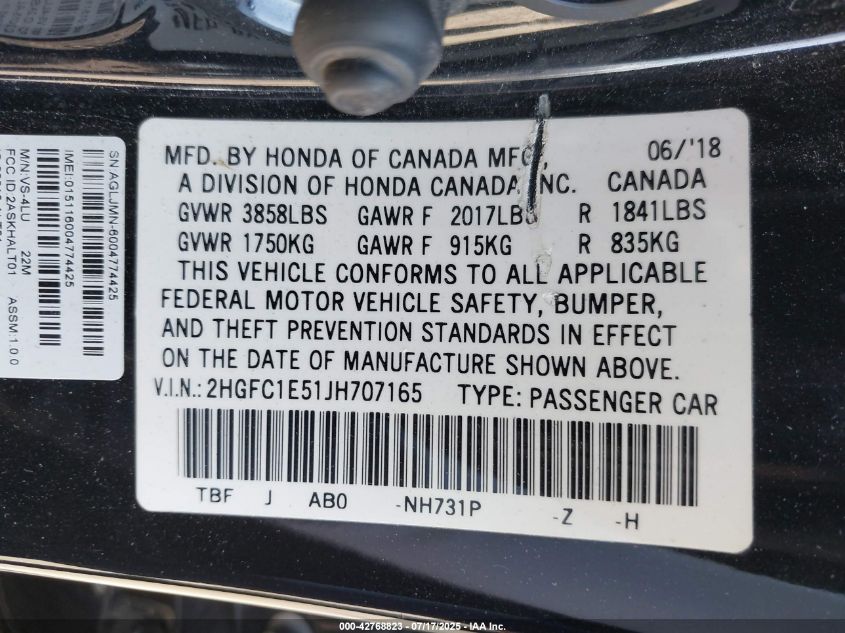 MFD. BY HONDA OF CANADA MFG., 06/'18
A DIVISION OF HONDA CANADA INC. CANADA
GVWR 3858LBS GAWR F 2017LBS R 1841LBS
GVWR 1750KG GAWR F 915KG R 835KG
THIS VEHICLE CONFORMS TO ALL APPLICABLE
FEDERAL MOTOR VEHICLE SAFETY, BUMPER,
AND THEFT PREVENTION STANDARDS IN EFFECT
ON THE DATE OF MANUFACTURE SHOWN ABOVE.
V.I.N.: 2HGFC1E51JH707165 TYPE: PASSENGER CAR
TBF J AB0 -NH731P -Z -H
SN:AGLJMN-6004774425
IMEI:015116004774425
M/N:VS-4LU 22M
FCC ID:2ASKHALT01 ASSM:1.0.0
000-42768823 - 07/17/2025 - IAA Inc.